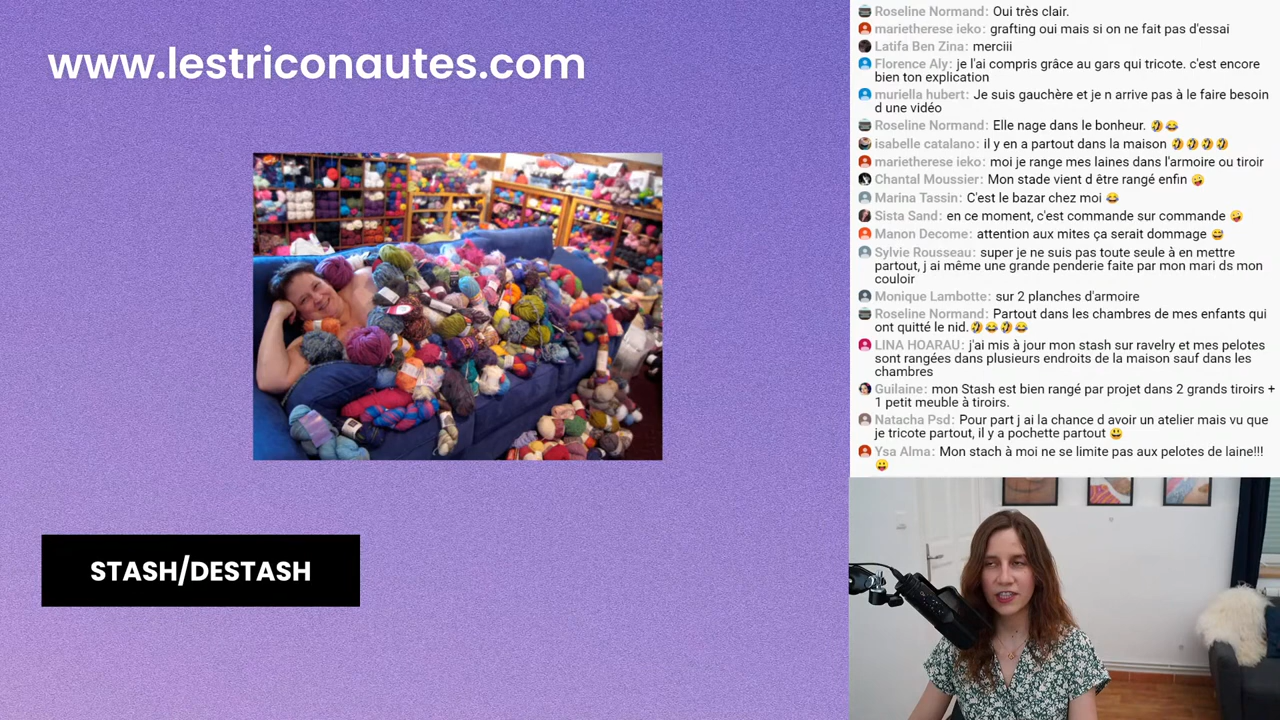 www.lestriconautes.com
STASH/DESTASH
Roseline Normand: Oui très clair.
marietherese ieko: grafting oui mais si on ne fait pas d'essai
Latifa Ben Zina: merciii
Florence Aly: je l'ai compris grâce au gars qui tricote. c'est encore
bien ton explication
muriella hubert: Je suis gauchère et je n arrive pas à le faire besoin
d une vidéo
Roseline Normand: Elle nage dans le bonheur. 🤣😂
isabelle catalano: il y en a partout dans la maison 🤣🤣🤣🤣
marietherese ieko: moi je range mes laines dans l'armoire ou tiroir
Chantal Moussier: Mon stade vient d être rangé enfin 🤪
Marina Tassin: C'est le bazar chez moi 😂
Sista Sand: en ce moment, c'est commande sur commande 🤪
Manon Decome: attention aux mites ça serait dommage 😅
Sylvie Rousseau: super je ne suis pas toute seule à en mettre
partout, j ai même une grande penderie faite par mon mari ds mon
couloir
Monique Lambotte: sur 2 planches d'armoire
Roseline Normand: Partout dans les chambres de mes enfants qui
ont quitté le nid.🤣😂🤣😂
LINA HOARAU: j'ai mis à jour mon stash sur ravelry et mes pelotes
sont rangées dans plusieurs endroits de la maison sauf dans les
chambres
Guilaine: mon Stash est bien rangé par projet dans 2 grands tiroirs +
1 petit meuble à tiroirs.
Natacha Psd: Pour part j ai la chance d avoir un atelier mais vu que
je tricote partout, il y a pochette partout 😃
Ysa Alma: Mon stach à moi ne se limite pas aux pelotes de laine!!!
😛